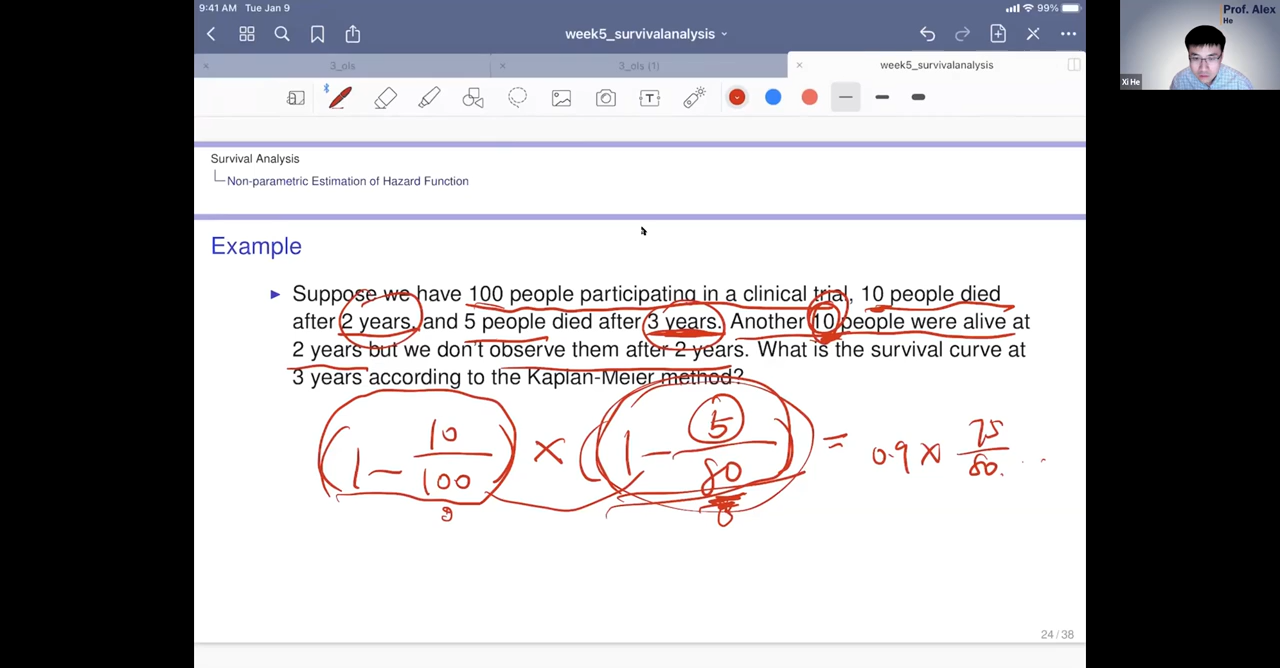 9:41 AM Tue Jan 9
99%
week5_survivalanalysis
3_ols
3_ols (1)
week5_survivalanalysis
T
Prof. Alex
He
Xi He
Survival Analysis
Non-parametric Estimation of Hazard Function
Example
Suppose we have 100 people participating in a clinical trial, 10 people died
after 2 years, and 5 people died after 3 years. Another 10 people were alive at
2 years but we don't observe them after 2 years. What is the survival curve at
3 years according to the Kaplan-Meier method?
(1 - 10/100) × (1 - 5/80) = 0.9 × 75/80. ...
24 / 38